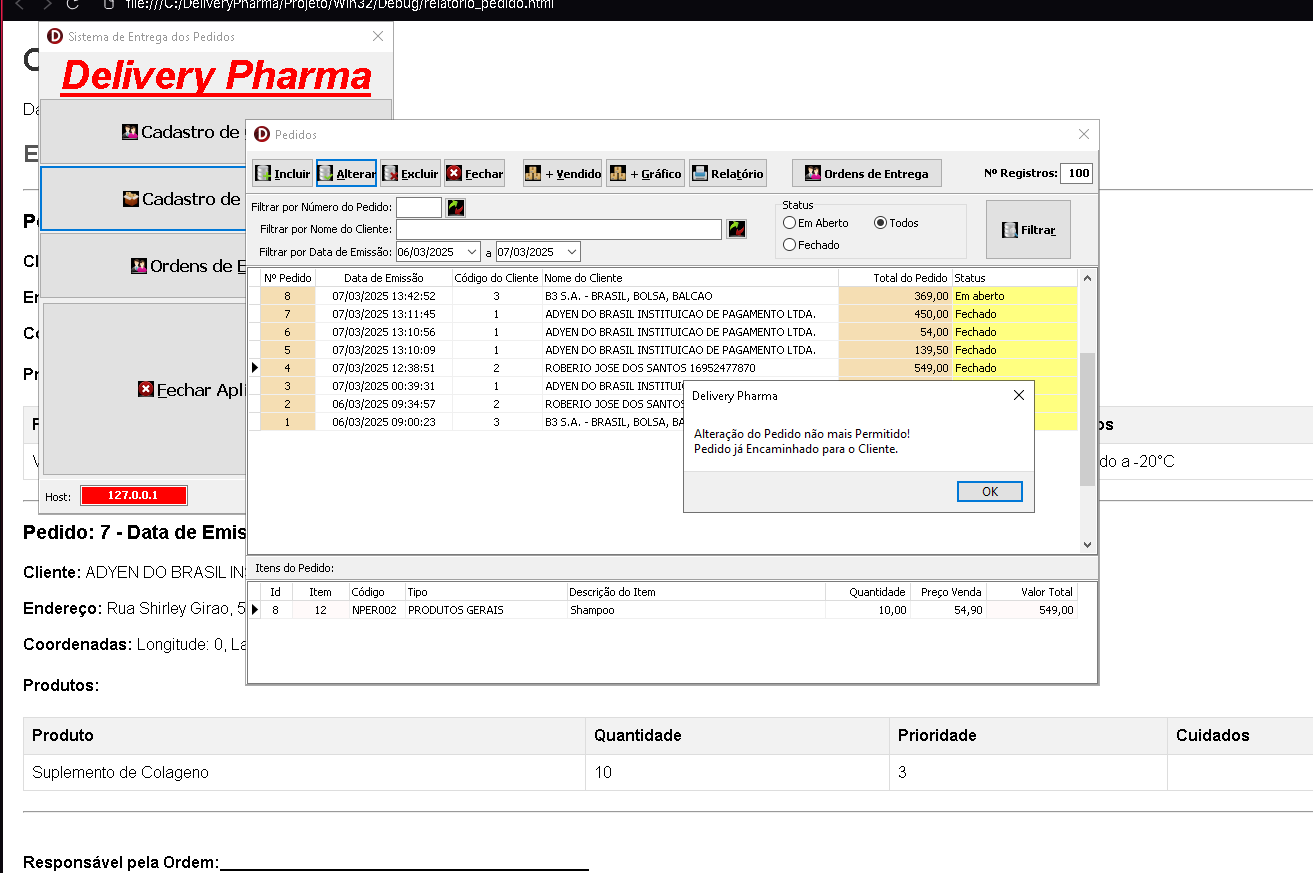 file:///C:/DeliveryPharma/Projeto/Win32/Debug/relatorio_pedido.html
Sistema de Entrega dos Pedidos
Delivery Pharma
Cadastro de
Cadastro de
Ordens de E
Fechar Apli
Host: 127.0.0.1
Pedidos
Incluir Alterar Excluir Fechar + Vendido + Gráfico Relatório Ordens de Entrega Nº Registros: 100
Filtrar por Número do Pedido:
Filtrar por Nome do Cliente:
Filtrar por Data de Emissão: 06/03/2025 a 07/03/2025
Status
Em Aberto Todos
Fechado
Filtrar
Nº Pedido Data de Emissão Código do Cliente Nome do Cliente Total do Pedido Status
8 07/03/2025 13:42:52 3 B3 S.A. - BRASIL, BOLSA, BALCAO 369,00 Em aberto
7 07/03/2025 13:11:45 1 ADYEN DO BRASIL INSTITUICAO DE PAGAMENTO LTDA. 450,00 Fechado
6 07/03/2025 13:10:56 1 ADYEN DO BRASIL INSTITUICAO DE PAGAMENTO LTDA. 54,00 Fechado
5 07/03/2025 13:10:09 1 ADYEN DO BRASIL INSTITUICAO DE PAGAMENTO LTDA. 139,50 Fechado
4 07/03/2025 12:38:51 2 ROBERIO JOSE DOS SANTOS 16952477870 549,00 Fechado
3 07/03/2025 00:39:31 1 ADYEN DO BRASIL INSTITUI
2 06/03/2025 09:34:57 2 ROBERIO JOSE DOS SANTOS
1 06/03/2025 09:00:23 3 B3 S.A. - BRASIL, BOLSA, BA
Delivery Pharma
Alteração do Pedido não mais Permitido!
Pedido já Encaminhado para o Cliente.
OK
Itens do Pedido:
Id Item Código Tipo Descrição do Item Quantidade Preço Venda Valor Total
8 12 NPER002 PRODUTOS GERAIS Shampoo 10,00 54,90 549,00
os
do a -20°C
Pedido: 7 - Data de Emis
Cliente: ADYEN DO BRASIL IN
Endereço: Rua Shirley Girao, 5
Coordenadas: Longitude: 0, La
Produtos:
Produto Quantidade Prioridade Cuidados
Suplemento de Colageno 10 3
Responsável pela Ordem: